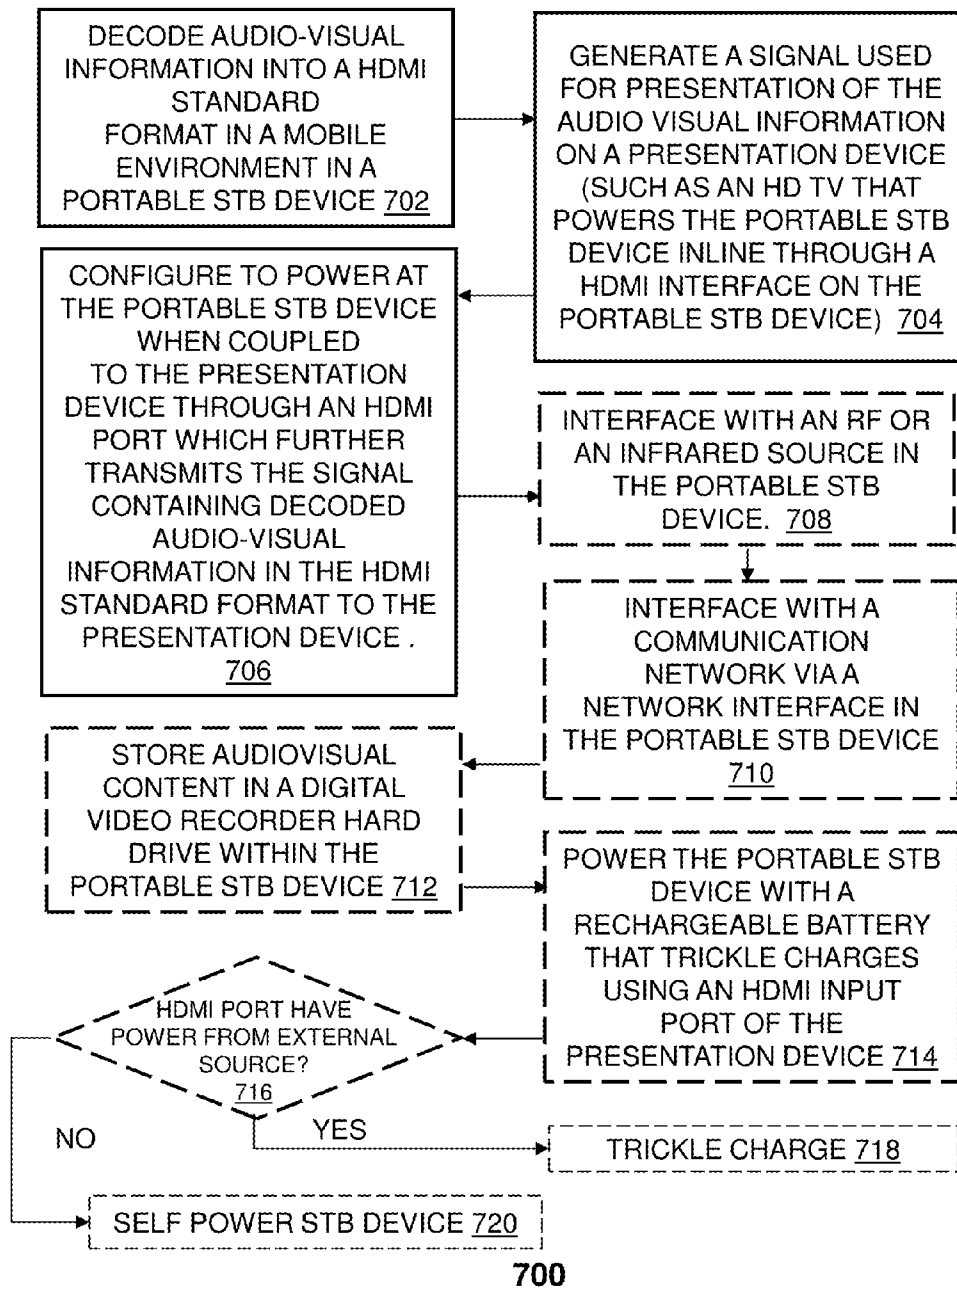 DECODE AUDIO-VISUAL
INFORMATION INTO A HDMI
STANDARD
FORMAT IN A MOBILE
ENVIRONMENT IN A
PORTABLE STB DEVICE 702
GENERATE A SIGNAL USED
FOR PRESENTATION OF THE
AUDIO VISUAL INFORMATION
ON A PRESENTATION DEVICE
(SUCH AS AN HD TV THAT
POWERS THE PORTABLE STB
DEVICE INLINE THROUGH A
HDMI INTERFACE ON THE
PORTABLE STB DEVICE) 704
CONFIGURE TO POWER AT
THE PORTABLE STB DEVICE
WHEN COUPLED
TO THE PRESENTATION
DEVICE THROUGH AN HDMI
PORT WHICH FURTHER
TRANSMITS THE SIGNAL
CONTAINING DECODED
AUDIO-VISUAL
INFORMATION IN THE HDMI
STANDARD FORMAT TO THE
PRESENTATION DEVICE .
706
INTERFACE WITH AN RF OR
AN INFRARED SOURCE IN
THE PORTABLE STB
DEVICE. 708
INTERFACE WITH A
COMMUNICATION
NETWORK VIA A
NETWORK INTERFACE IN
THE PORTABLE STB DEVICE
710
STORE AUDIOVISUAL
CONTENT IN A DIGITAL
VIDEO RECORDER HARD
DRIVE WITHIN THE
PORTABLE STB DEVICE 712
POWER THE PORTABLE STB
DEVICE WITH A
RECHARGEABLE BATTERY
THAT TRICKLE CHARGES
USING AN HDMI INPUT
PORT OF THE
PRESENTATION DEVICE 714
HDMI PORT HAVE
POWER FROM EXTERNAL
SOURCE?
716
NO
YES
TRICKLE CHARGE 718
SELF POWER STB DEVICE 720
700